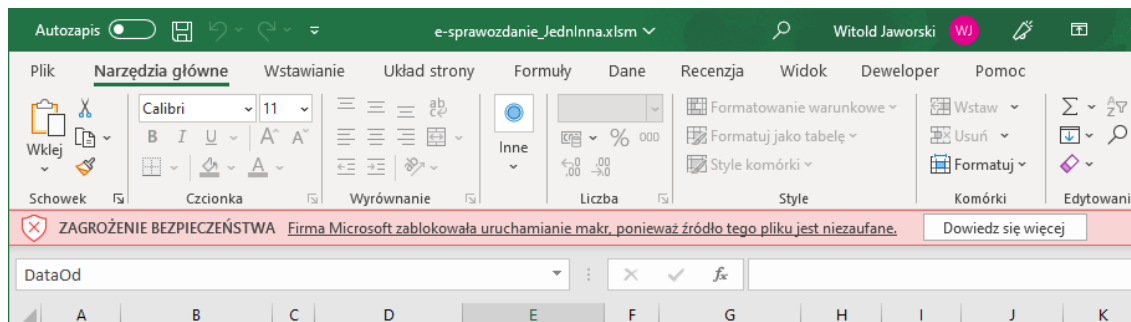 Autozapis
e-sprawozdanie_JednInna.xlsm
Witold Jaworski WJ
Plik Narzędzia główne Wstawianie Układ strony Formuły Dane Recenzja Widok Deweloper Pomoc
Calibri 11 ab Formatowanie warunkowe Wstaw Σ
Wklej B I U A A Inne % 000 Formatuj jako tabelę Usuń
A Style komórki Formatuj
Schowek Czcionka Wyrównanie Liczba Style Komórki Edytowani
ZAGROŻENIE BEZPIECZEŃSTWA Firma Microsoft zablokowała uruchamianie makr, ponieważ źródło tego pliku jest niezaufane. Dowiedz się więcej
DataOd fx
A B C D E F G H I J K